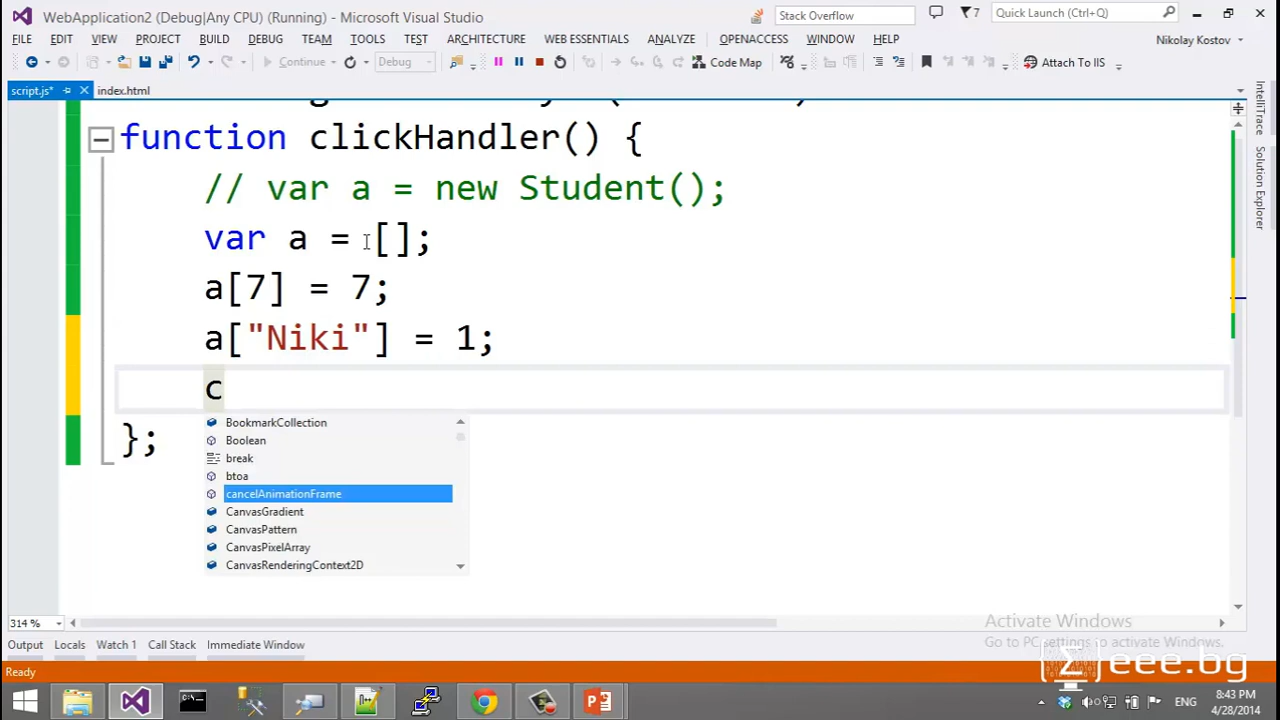 WebApplication2 (Debug|Any CPU) (Running) - Microsoft Visual Studio
Stack Overflow
7
Quick Launch (Ctrl+Q)
FILE EDIT VIEW PROJECT BUILD DEBUG TEAM TOOLS TEST ARCHITECTURE WEB ESSENTIALS ANALYZE OPENACCESS WINDOW HELP
Nikolay Kostov
Continue Debug Code Map Attach To IIS
script.js* index.html
function clickHandler() {
// var a = new Student();
var a = [];
a[7] = 7;
a["Niki"] = 1;
c
};
BookmarkCollection
Boolean
break
btoa
cancelAnimationFrame
CanvasGradient
CanvasPattern
CanvasPixelArray
CanvasRenderingContext2D
IntelliTrace
Solution Explorer
314 %
Activate Windows
Go to PC settings to activate Windows.
Output Locals Watch 1 Call Stack Immediate Window
Ready
eee.bg
ENG
8:43 PM
4/28/2014